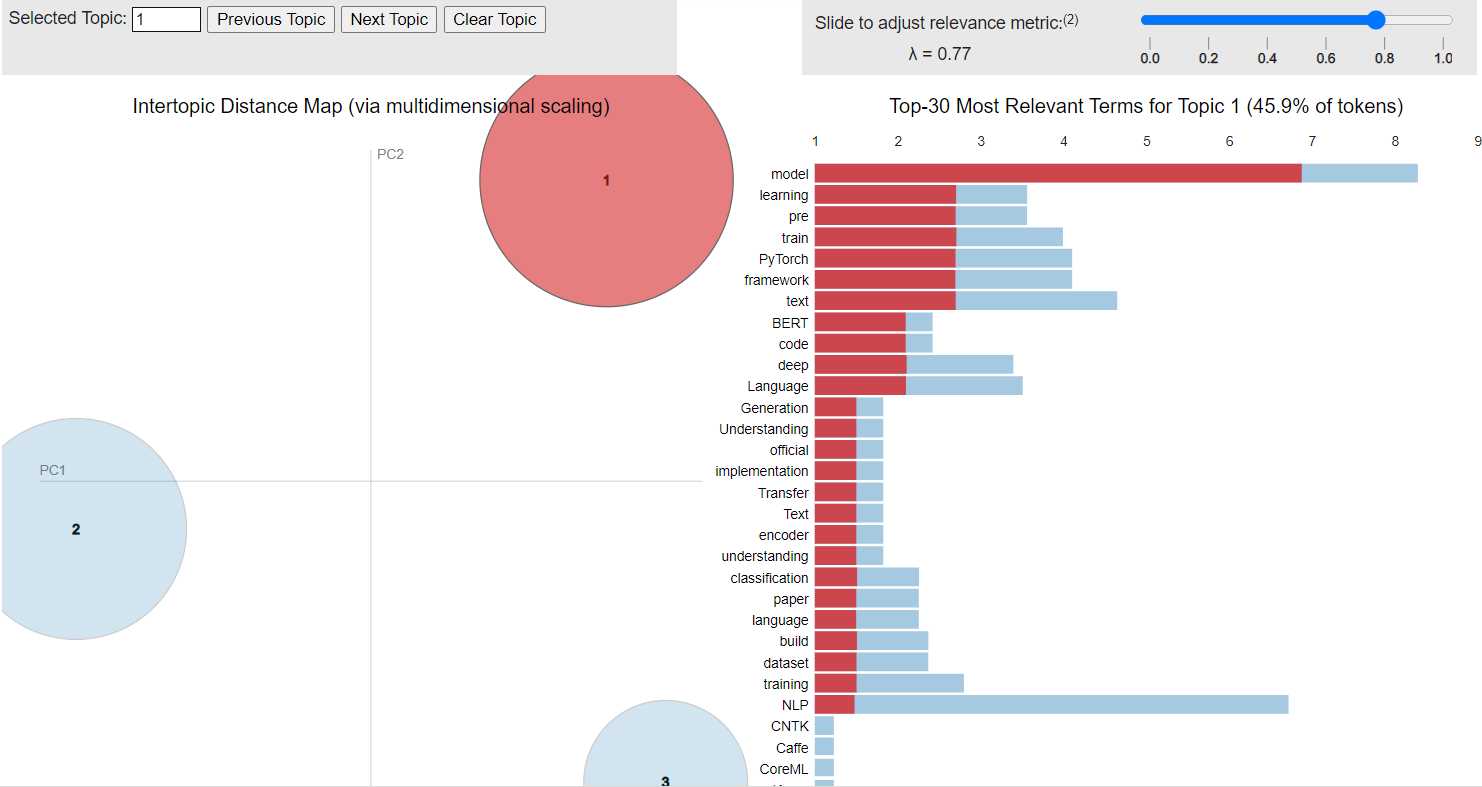 Selected Topic: 1 Previous Topic Next Topic Clear Topic
Slide to adjust relevance metric:(2)
λ = 0.77
0.0 0.2 0.4 0.6 0.8 1.0
Intertopic Distance Map (via multidimensional scaling)
PC2
1
PC1
2
3
Top-30 Most Relevant Terms for Topic 1 (45.9% of tokens)
1 2 3 4 5 6 7 8 9
model
learning
pre
train
PyTorch
framework
text
BERT
code
deep
Language
Generation
Understanding
official
implementation
Transfer
Text
encoder
understanding
classification
paper
language
build
dataset
training
NLP
CNTK
Caffe
CoreML